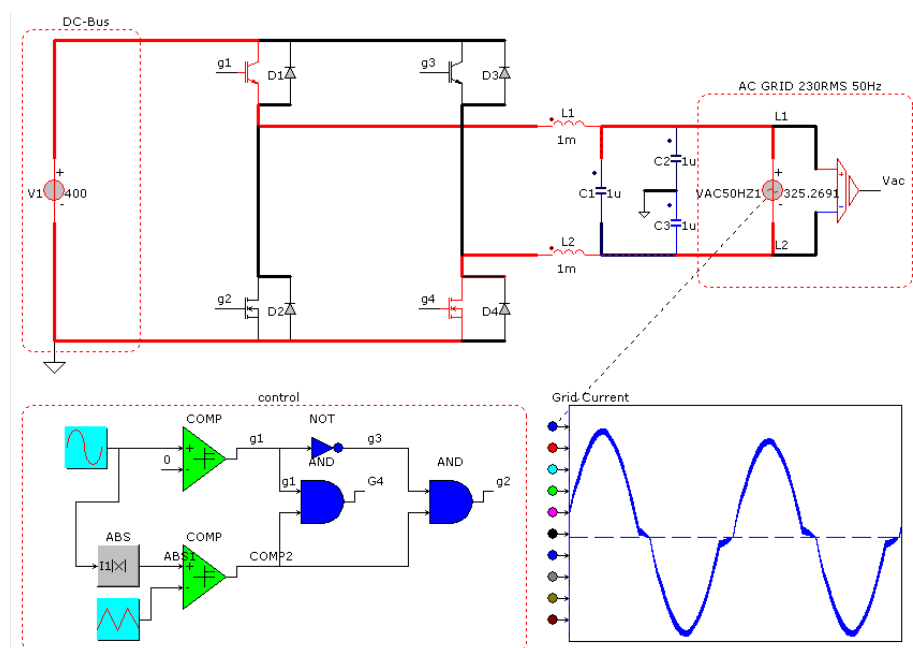 DC-Bus
g1
D1
g3
D3
AC GRID 230RMS 50Hz
L1
1m
L1
V1
+
-
400
C1
1u
C2
1u
C3
1u
VAC50HZ1
+
-
325.2691
+
-
Vac
L2
1m
L2
g2
D2
g4
D4
control
COMP
NOT
g1
g3
0
+
-
AND
AND
g1
G4
g2
ABS
I1|X|
ABS1
COMP
COMP2
+
-
Grid Current